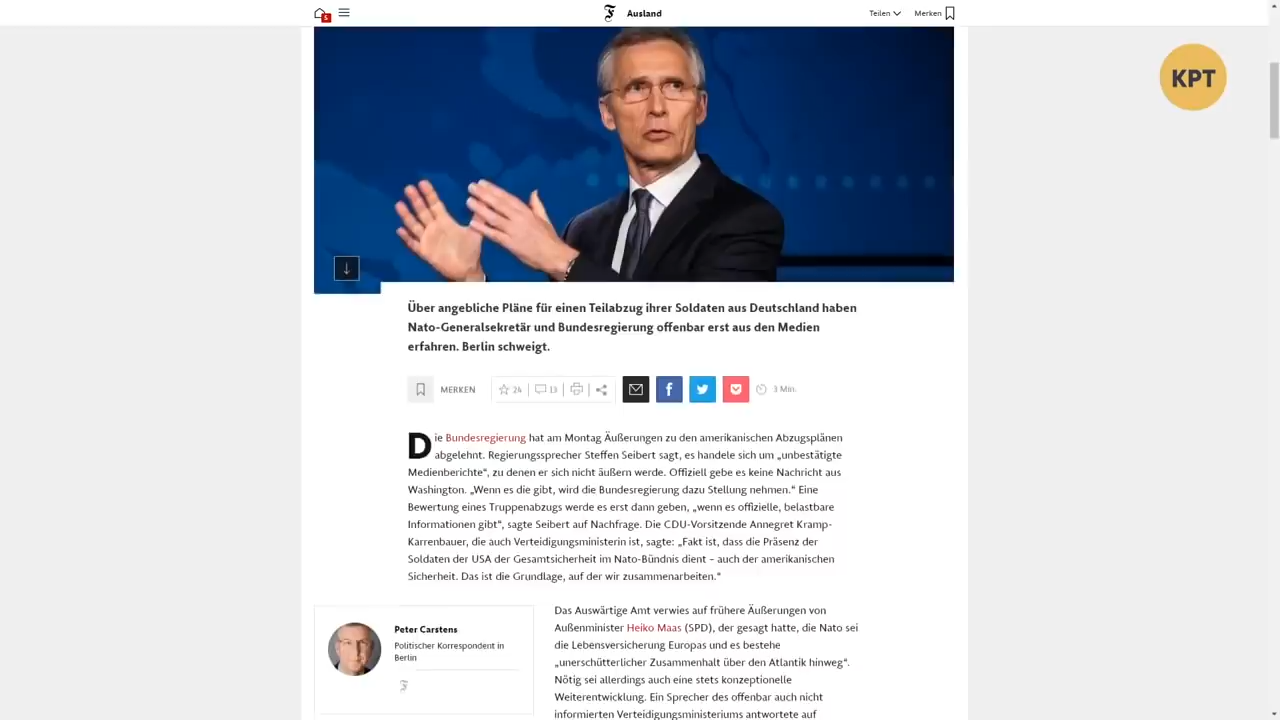 5
F
Ausland
Teilen
Merken
KPT
Über angebliche Pläne für einen Teilabzug ihrer Soldaten aus Deutschland haben
Nato-Generalsekretär und Bundesregierung offenbar erst aus den Medien
erfahren. Berlin schweigt.
MERKEN
24
13
f
3 Min.
Die Bundesregierung hat am Montag Äußerungen zu den amerikanischen Abzugsplänen
abgelehnt. Regierungssprecher Steffen Seibert sagt, es handele sich um „unbestätigte
Medienberichte“, zu denen er sich nicht äußern werde. Offiziell gebe es keine Nachricht aus
Washington. „Wenn es die gibt, wird die Bundesregierung dazu Stellung nehmen.“ Eine
Bewertung eines Truppenabzugs werde es erst dann geben, „wenn es offizielle, belastbare
Informationen gibt“, sagte Seibert auf Nachfrage. Die CDU-Vorsitzende Annegret Kramp-
Karrenbauer, die auch Verteidigungsministerin ist, sagte: „Fakt ist, dass die Präsenz der
Soldaten der USA der Gesamtsicherheit im Nato-Bündnis dient – auch der amerikanischen
Sicherheit. Das ist die Grundlage, auf der wir zusammenarbeiten.“
Peter Carstens
Politischer Korrespondent in
Berlin
F
Das Auswärtige Amt verwies auf frühere Äußerungen von
Außenminister Heiko Maas (SPD), der gesagt hatte, die Nato sei
die Lebensversicherung Europas und es bestehe
„unerschütterlicher Zusammenhalt über den Atlantik hinweg“.
Nötig sei allerdings auch eine stets konzeptionelle
Weiterentwicklung. Ein Sprecher des offenbar auch nicht
informierten Verteidigungsministeriums antwortete auf